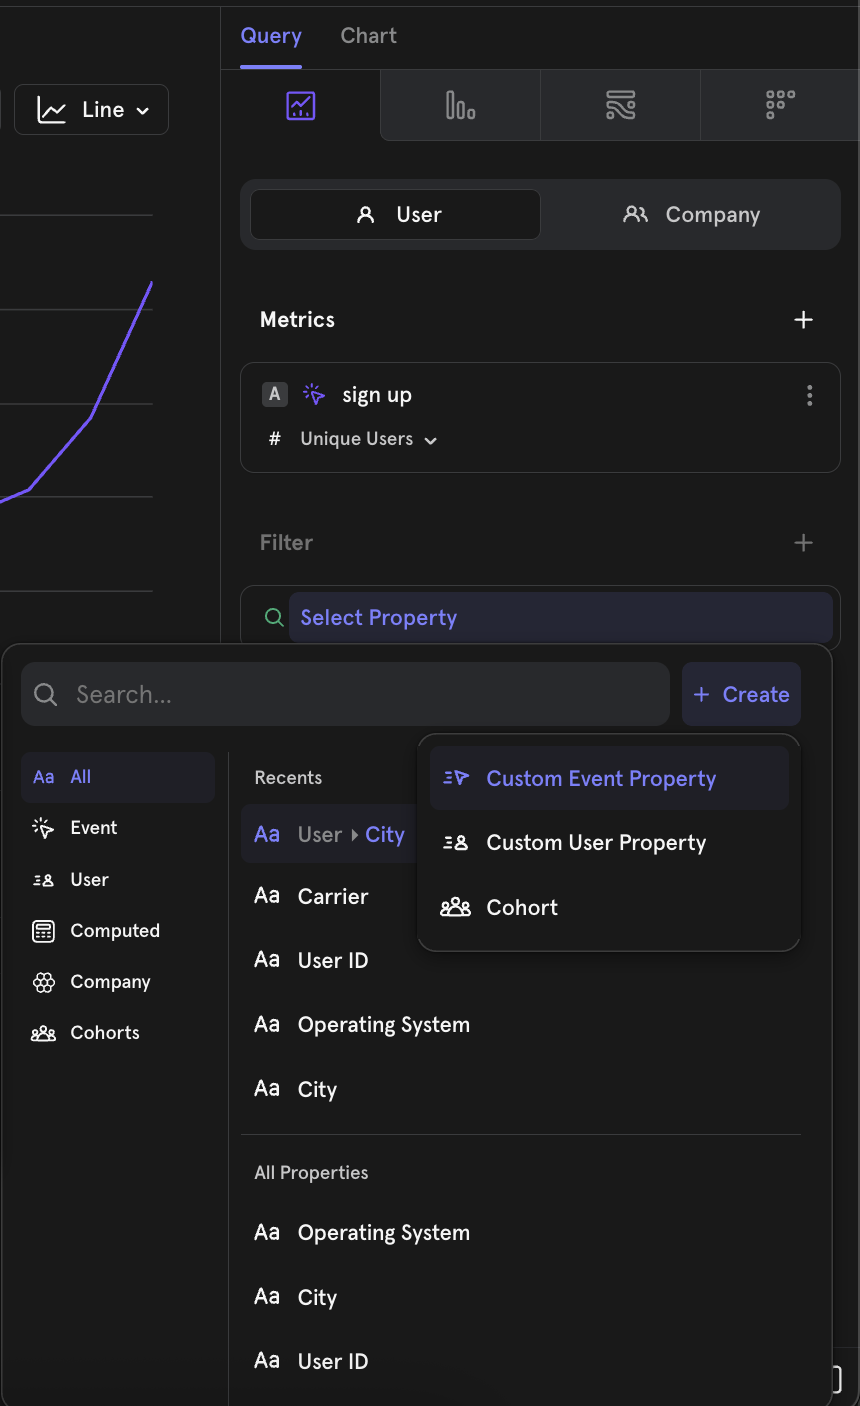 Query Chart
Line
User Company
Metrics
A sign up
# Unique Users
Filter
Select Property
Search...
+ Create
Aa All
Event
User
Computed
Company
Cohorts
Recents
Aa User City
Aa Carrier
Aa User ID
Aa Operating System
Aa City
Custom Event Property
Custom User Property
Cohort
All Properties
Aa Operating System
Aa City
Aa User ID